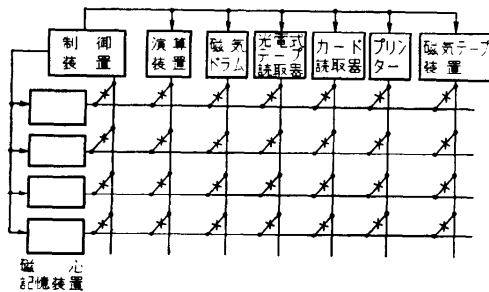 制御
装置
演算
装置
磁気
ドラム
光電式
テープ
読取器
カード
読取器
プリン
ター
磁気テープ
装置
磁心
記憶装置